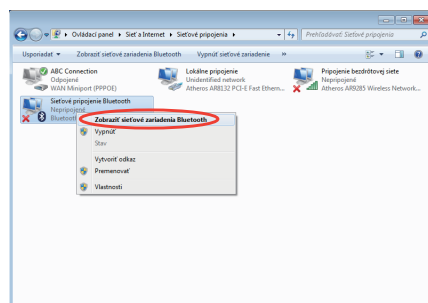 Ovládací panel ▸ Sieť a Internet ▸ Sieťové pripojenia ▸
Prehľadávať: Sieťové pripojenia
Usporiadať ▾ Zobraziť sieťové zariadenia Bluetooth Vypnúť sieťové zariadenie »
ABC Connection
Odpojené
WAN Miniport (PPPOE)
Lokálne pripojenie
Unidentified network
Atheros AR8132 PCI-E Fast Ethern...
Pripojenie bezdrôtovej siete
Nepripojené
Atheros AR9285 Wireless Network...
Sieťové pripojenie Bluetooth
Nepripojené
Bluetooth
Zobraziť sieťové zariadenia Bluetooth
Vypnúť
Stav
Vytvoriť odkaz
Premenovať
Vlastnosti